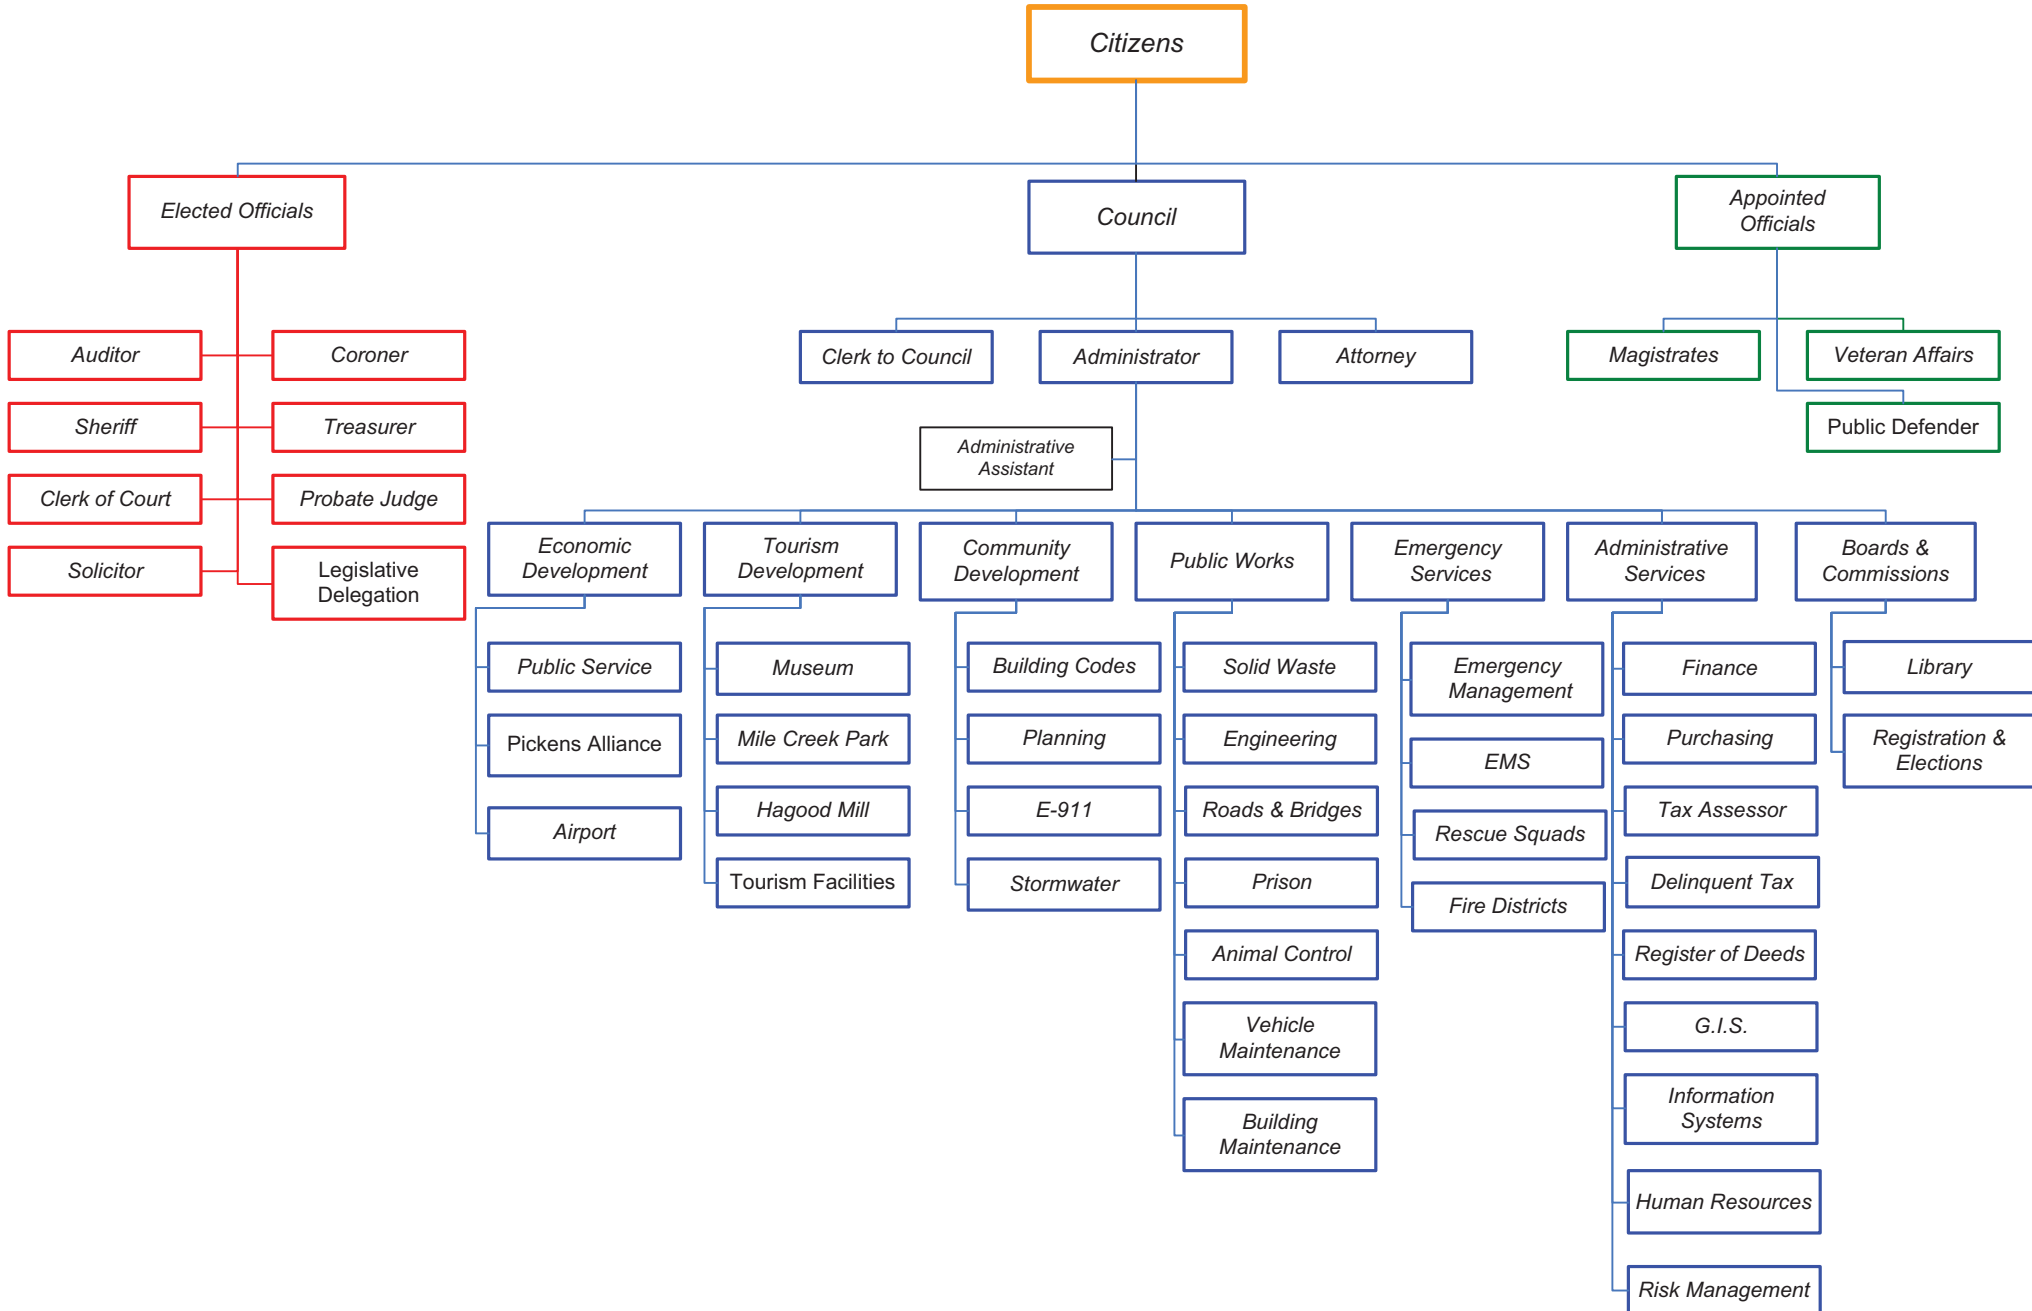 Citizens
Elected Officials
Council
Appointed
Officials
Auditor
Coroner
Clerk to Council
Administrator
Attorney
Magistrates
Veteran Affairs
Sheriff
Treasurer
Administrative
Assistant
Public Defender
Clerk of Court
Probate Judge
Solicitor
Legislative
Delegation
Economic
Development
Tourism
Development
Community
Development
Public Works
Emergency
Services
Administrative
Services
Boards &
Commissions
Public Service
Pickens Alliance
Airport
Museum
Mile Creek Park
Hagood Mill
Tourism Facilities
Building Codes
Planning
E-911
Stormwater
Solid Waste
Engineering
Roads & Bridges
Prison
Animal Control
Vehicle
Maintenance
Building
Maintenance
Emergency
Management
EMS
Rescue Squads
Fire Districts
Finance
Purchasing
Tax Assessor
Delinquent Tax
Register of Deeds
G.I.S.
Information
Systems
Human Resources
Risk Management
Library
Registration &
Elections